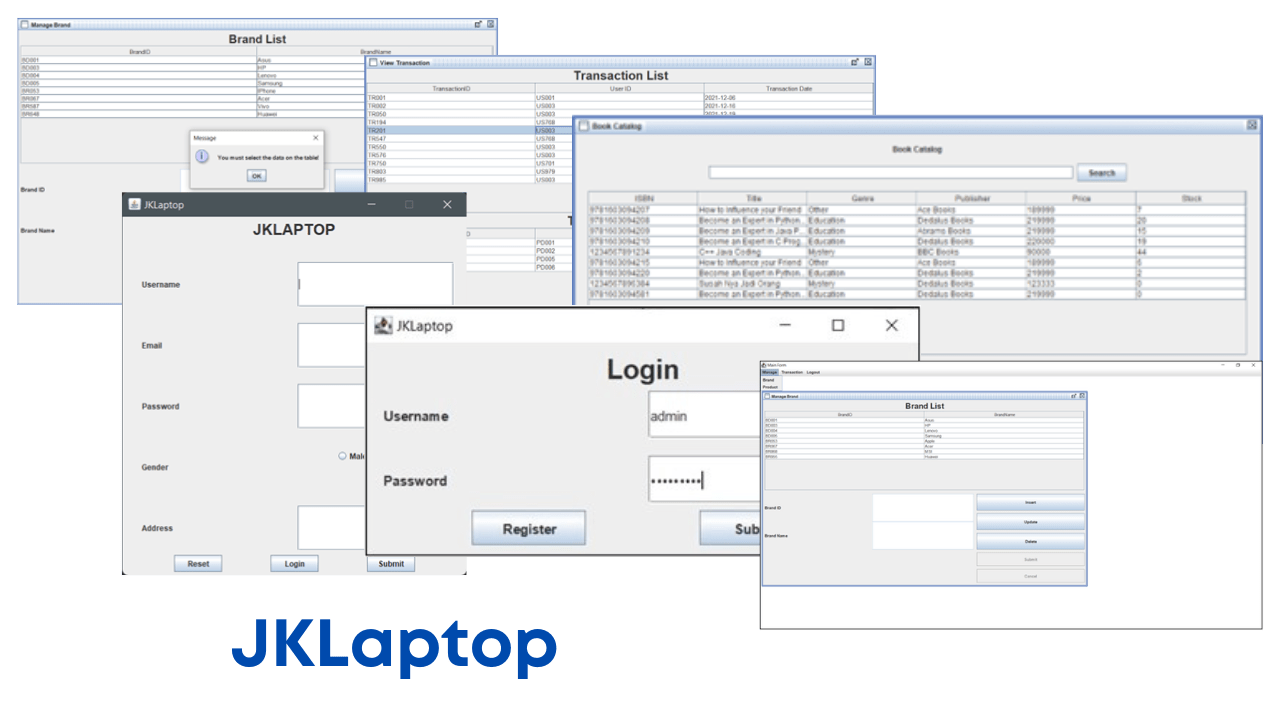 Manage Brand
Brand List
BrandID BrandName
BD001 Asus
BD003 HP
BD004 Lenovo
BD005 Samsung
BR053 IPhone
BR067 Acer
BR587 Vivo
BR648 Huawei
Message
You must select the data on the table!
OK
Brand ID
Brand Name
View Transaction
Transaction List
TransactionID User ID Transaction Date
TR001 US001 2021-12-06
TR002 US003 2021-12-16
TR050 US003 2021-12-19
TR194 US768
TR201 US003
TR547 US768
TR550 US003
TR576 US003
TR750 US701
TR803 US979
TR985 US003
T
D
PD001
PD002
PD005
PD006
Book Catalog
Book Catalog
Search
ISBN Title Genre Publisher Price Stock
9781603094207 How to Influence your Friend Other Ace Books 189999 7
9781603094208 Become an Expert in Python... Education Dedalus Books 219999 20
9781603094209 Become an Expert in Java P... Education Abrams Books 219999 15
9781603094210 Become an Expert in C Prog... Education Dedalus Books 220000 19
1234567891234 C++ Java Coding Mystery BBC Books 90000 44
9781603094215 How to Influence your Friend Other Ace Books 189999 6
9781603094220 Become an Expert in Python... Education Dedalus Books 219999 2
1234567898384 Susah Nya Jadi Orang Mystery Dedalus Books 123333 0
9781603094581 Become an Expert in Python... Education Dedalus Books 219999 0
JKLaptop
JKLAPTOP
Username
Email
Password
Gender Male
Address
Reset Login Submit
JKLaptop
Login
Username admin
Password
Register Sub
Main Form
Manage Transaction Logout
Brand
Product
Manage Brand
Brand List
BrandID BrandName
BD001 Asus
BD003 HP
BD004 Lenovo
BD005 Samsung
BR053 Apple
BR067 Acer
Huawei
Brand ID
Brand Name
Insert
Update
Delete
Submit
Cancel
JKLaptop